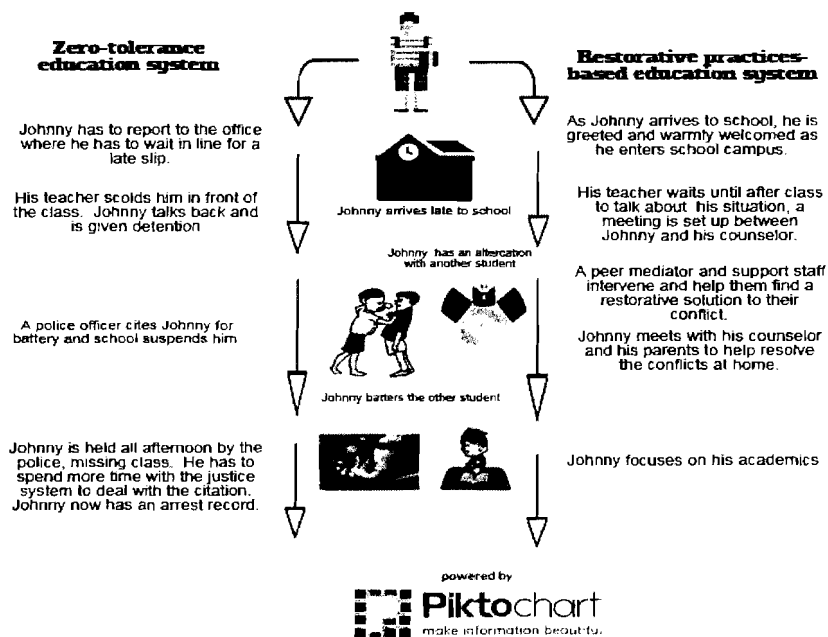 Zero-tolerance
education system
Johnny has to report to the office
where he has to wait in line for a
late slip.
His teacher scolds him in front of
the class. Johnny talks back and
is given detention
A police officer cites Johnny for
battery and school suspends him
Johnny is held all afternoon by the
police, missing class. He has to
spend more time with the justice
system to deal with the citation.
Johnny now has an arrest record.
Johnny arrives late to school
Johnny has an altercation
with another student
Johnny batters the other student
Restorative practices-
based education system
As Johnny arrives to school, he is
greeted and warmly welcomed as
he enters school campus.
His teacher waits until after class
to talk about his situation, a
meeting is set up between
Johnny and his counselor.
A peer mediator and support staff
intervene and help them find a
restorative solution to their
conflict.
Johnny meets with his counselor
and his parents to help resolve
the conflicts at home.
Johnny focuses on his academics
powered by
Piktochart
make information beautiful